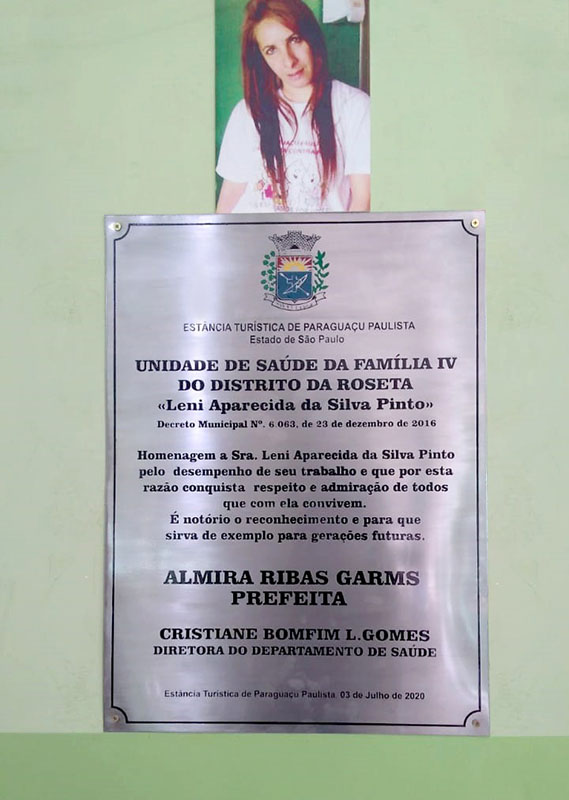 ESTÂNCIA TURÍSTICA DE PARAGUAÇU PAULISTA
Estado de São Paulo
UNIDADE DE SAÚDE DA FAMÍLIA IV
DO DISTRITO DA ROSETA
«Leni Aparecida da Silva Pinto»
Decreto Municipal Nº. 6.063, de 23 de dezembro de 2016
Homenagem a Sra. Leni Aparecida da Silva Pinto
pelo desempenho de seu trabalho e que por esta
razão conquista respeito e admiração de todos
que com ela convivem.
É notório o reconhecimento e para que
sirva de exemplo para gerações futuras.
ALMIRA RIBAS GARMS
PREFEITA
CRISTIANE BOMFIM L.GOMES
DIRETORA DO DEPARTAMENTO DE SAÚDE
Estância Turística de Paraguaçu Paulista, 03 de Julho de 2020